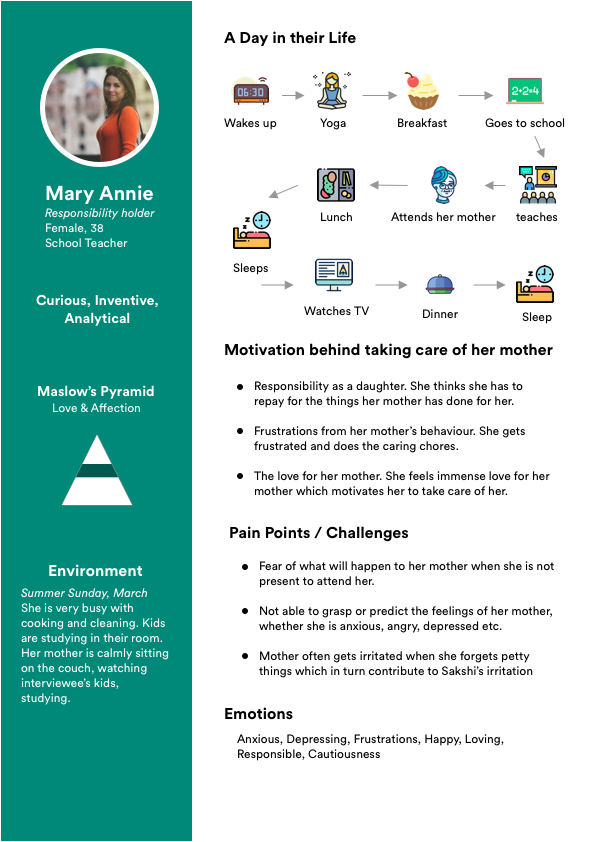 Mary Annie
Responsibility holder
Female, 38
School Teacher
Curious, Inventive,
Analytical
Maslow's Pyramid
Love & Affection
Environment
Summer Sunday, March
She is very busy with
cooking and cleaning. Kids
are studying in their room.
Her mother is calmly sitting
on the couch, watching
interviewee's kids,
studying.
A Day in their Life
06:30
2+2=4
Wakes up
Yoga
Breakfast
Goes to school
Lunch
Attends her mother
teaches
Sleeps
Watches TV
Dinner
Sleep
Motivation behind taking care of her mother
Responsibility as a daughter. She thinks she has to
repay for the things her mother has done for her.
Frustrations from her mother's behaviour. She gets
frustrated and does the caring chores.
The love for her mother. She feels immense love for her
mother which motivates her to take care of her.
Pain Points / Challenges
Fear of what will happen to her mother when she is not
present to attend her.
Not able to grasp or predict the feelings of her mother,
whether she is anxious, angry, depressed etc.
Mother often gets irritated when she forgets petty
things which in turn contribute to Sakshi's irritation
Emotions
Anxious, Depressing, Frustrations, Happy, Loving,
Responsible, Cautiousness